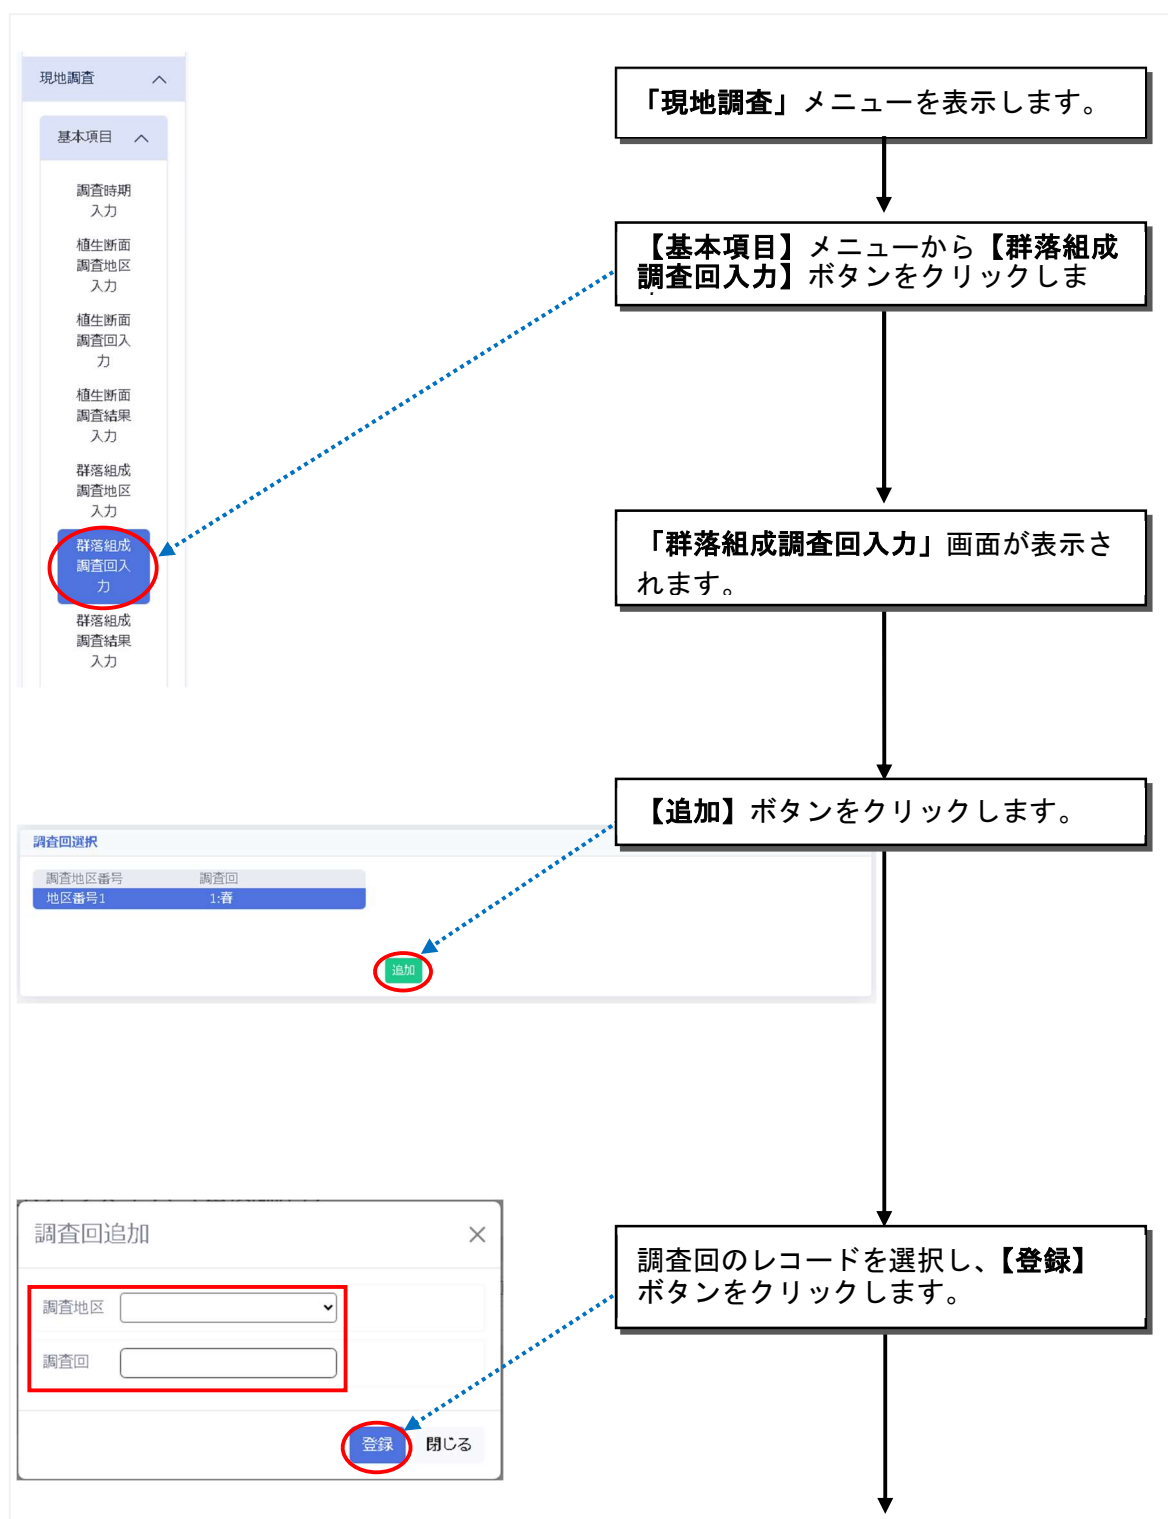 現地調査
基本項目
調査時期
入力
植生断面
調査地区
入力
植生断面
調査回入
力
植生断面
調査結果
入力
群落組成
調査地区
入力
群落組成
調査回入
力
群落組成
調査結果
入力
「現地調査」メニューを表示します。
【基本項目】メニューから【群落組成
調査回入力】ボタンをクリックしま
「群落組成調査回入力」画面が表示さ
れます。
【追加】ボタンをクリックします。
調査回選択
調査地区番号 調査回
地区番号1 1:春
追加
調査回追加
調査地区
調査回
登録 閉じる
調査回のレコードを選択し、【登録】
ボタンをクリックします。